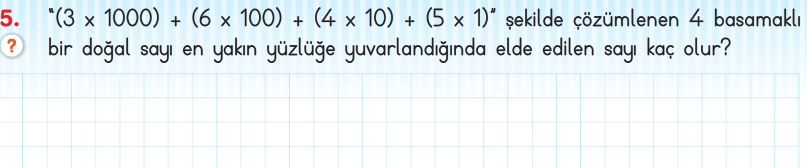 5. "(3 x 1000) + (6 x 100) + (4 x 10) + (5 x 1)" şekilde çözümlenen 4 basamaklı
? bir doğal sayı en yakın yüzlüğe yuvarlandığında elde edilen sayı kaç olur?